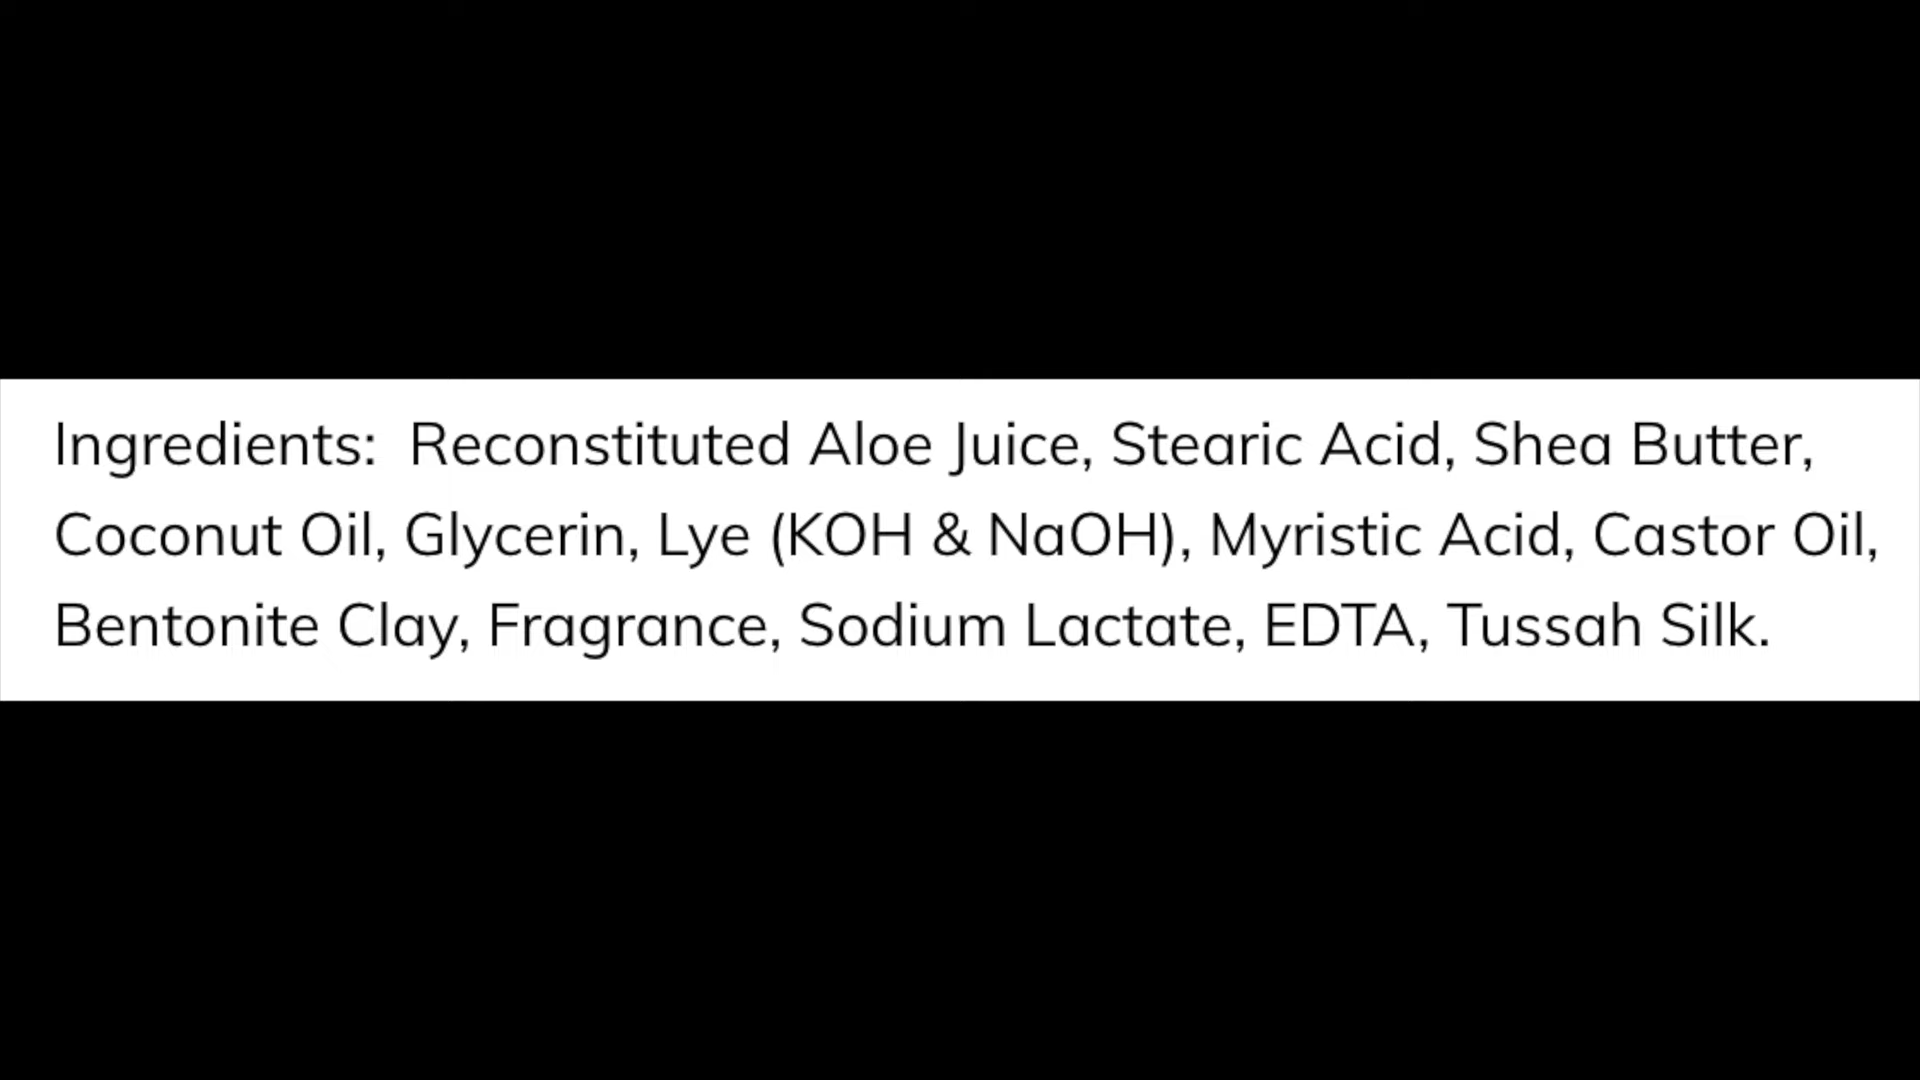 Ingredients:  Reconstituted Aloe Juice, Stearic Acid, Shea Butter,
Coconut Oil, Glycerin, Lye (KOH & NaOH), Myristic Acid, Castor Oil,
Bentonite Clay, Fragrance, Sodium Lactate, EDTA, Tussah Silk.